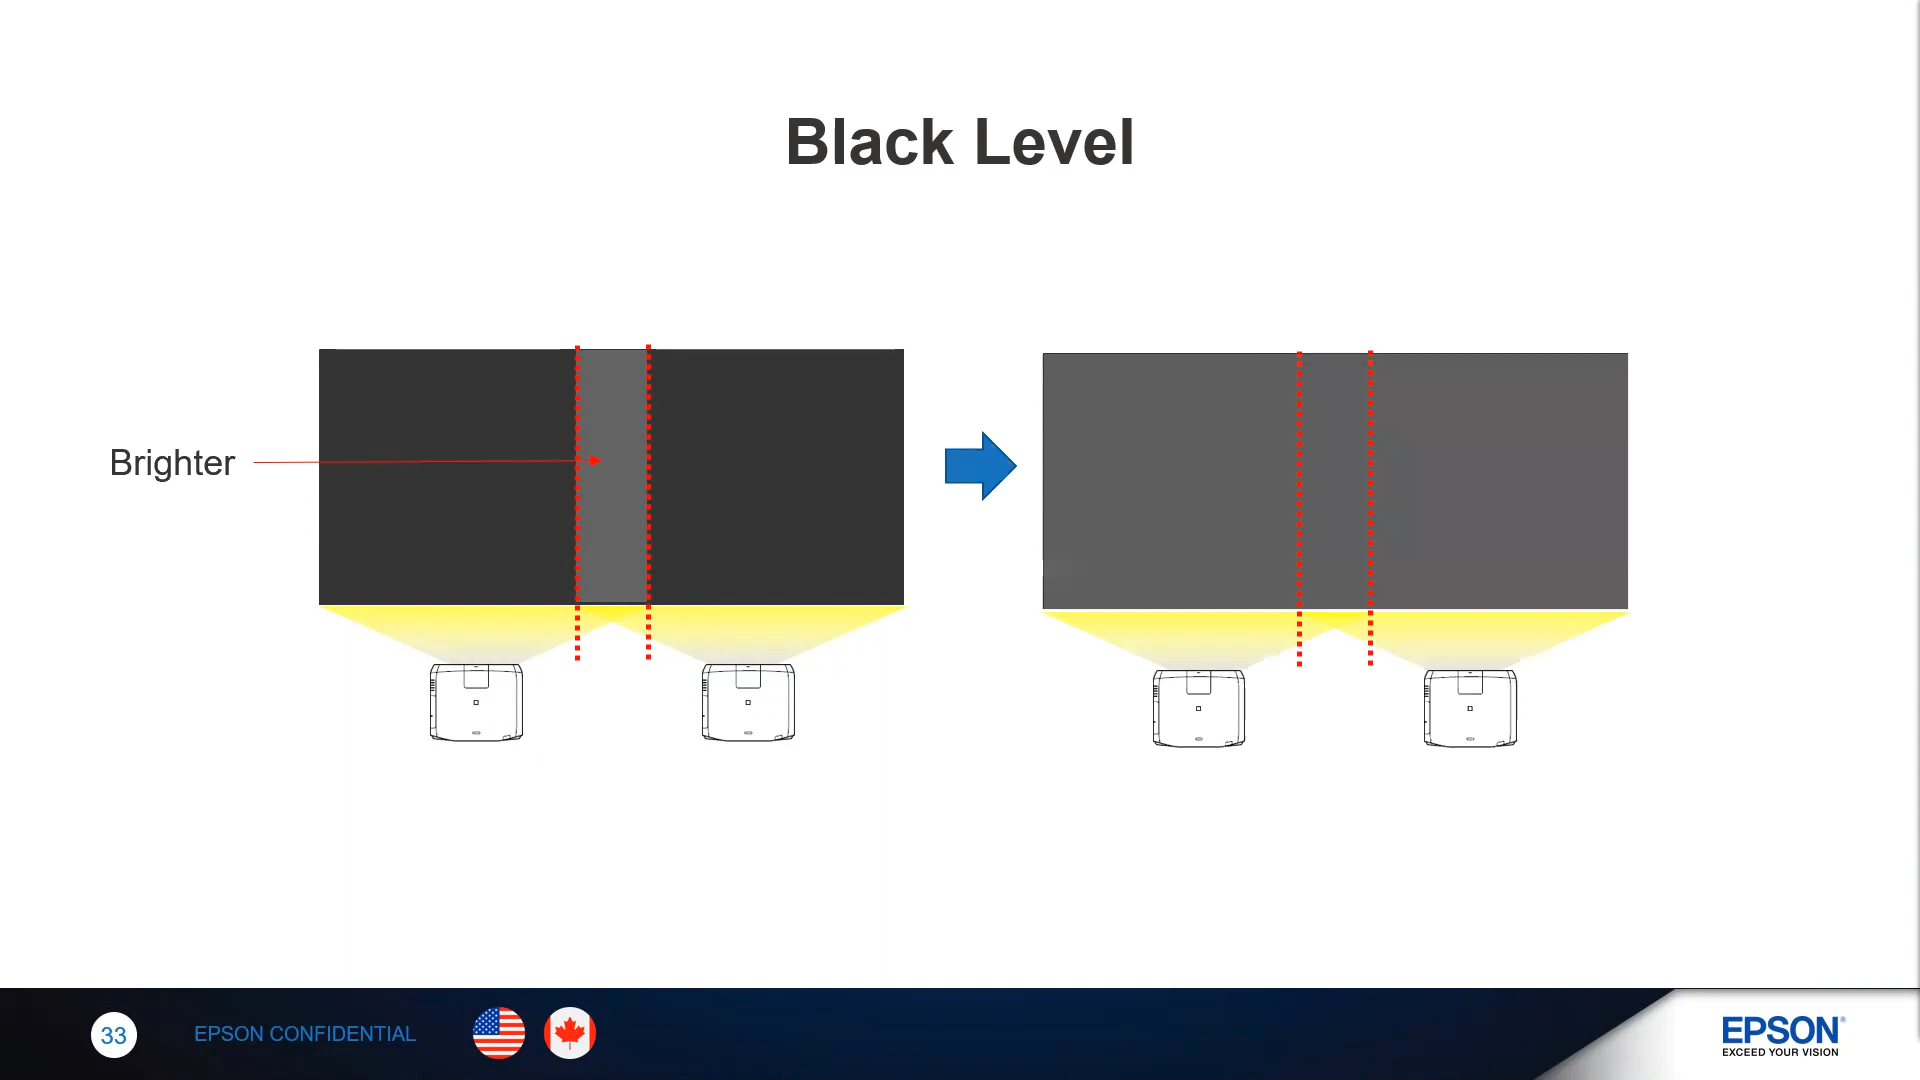 Black Level
Brighter
33
EPSON CONFIDENTIAL
EPSON®
EXCEED YOUR VISION